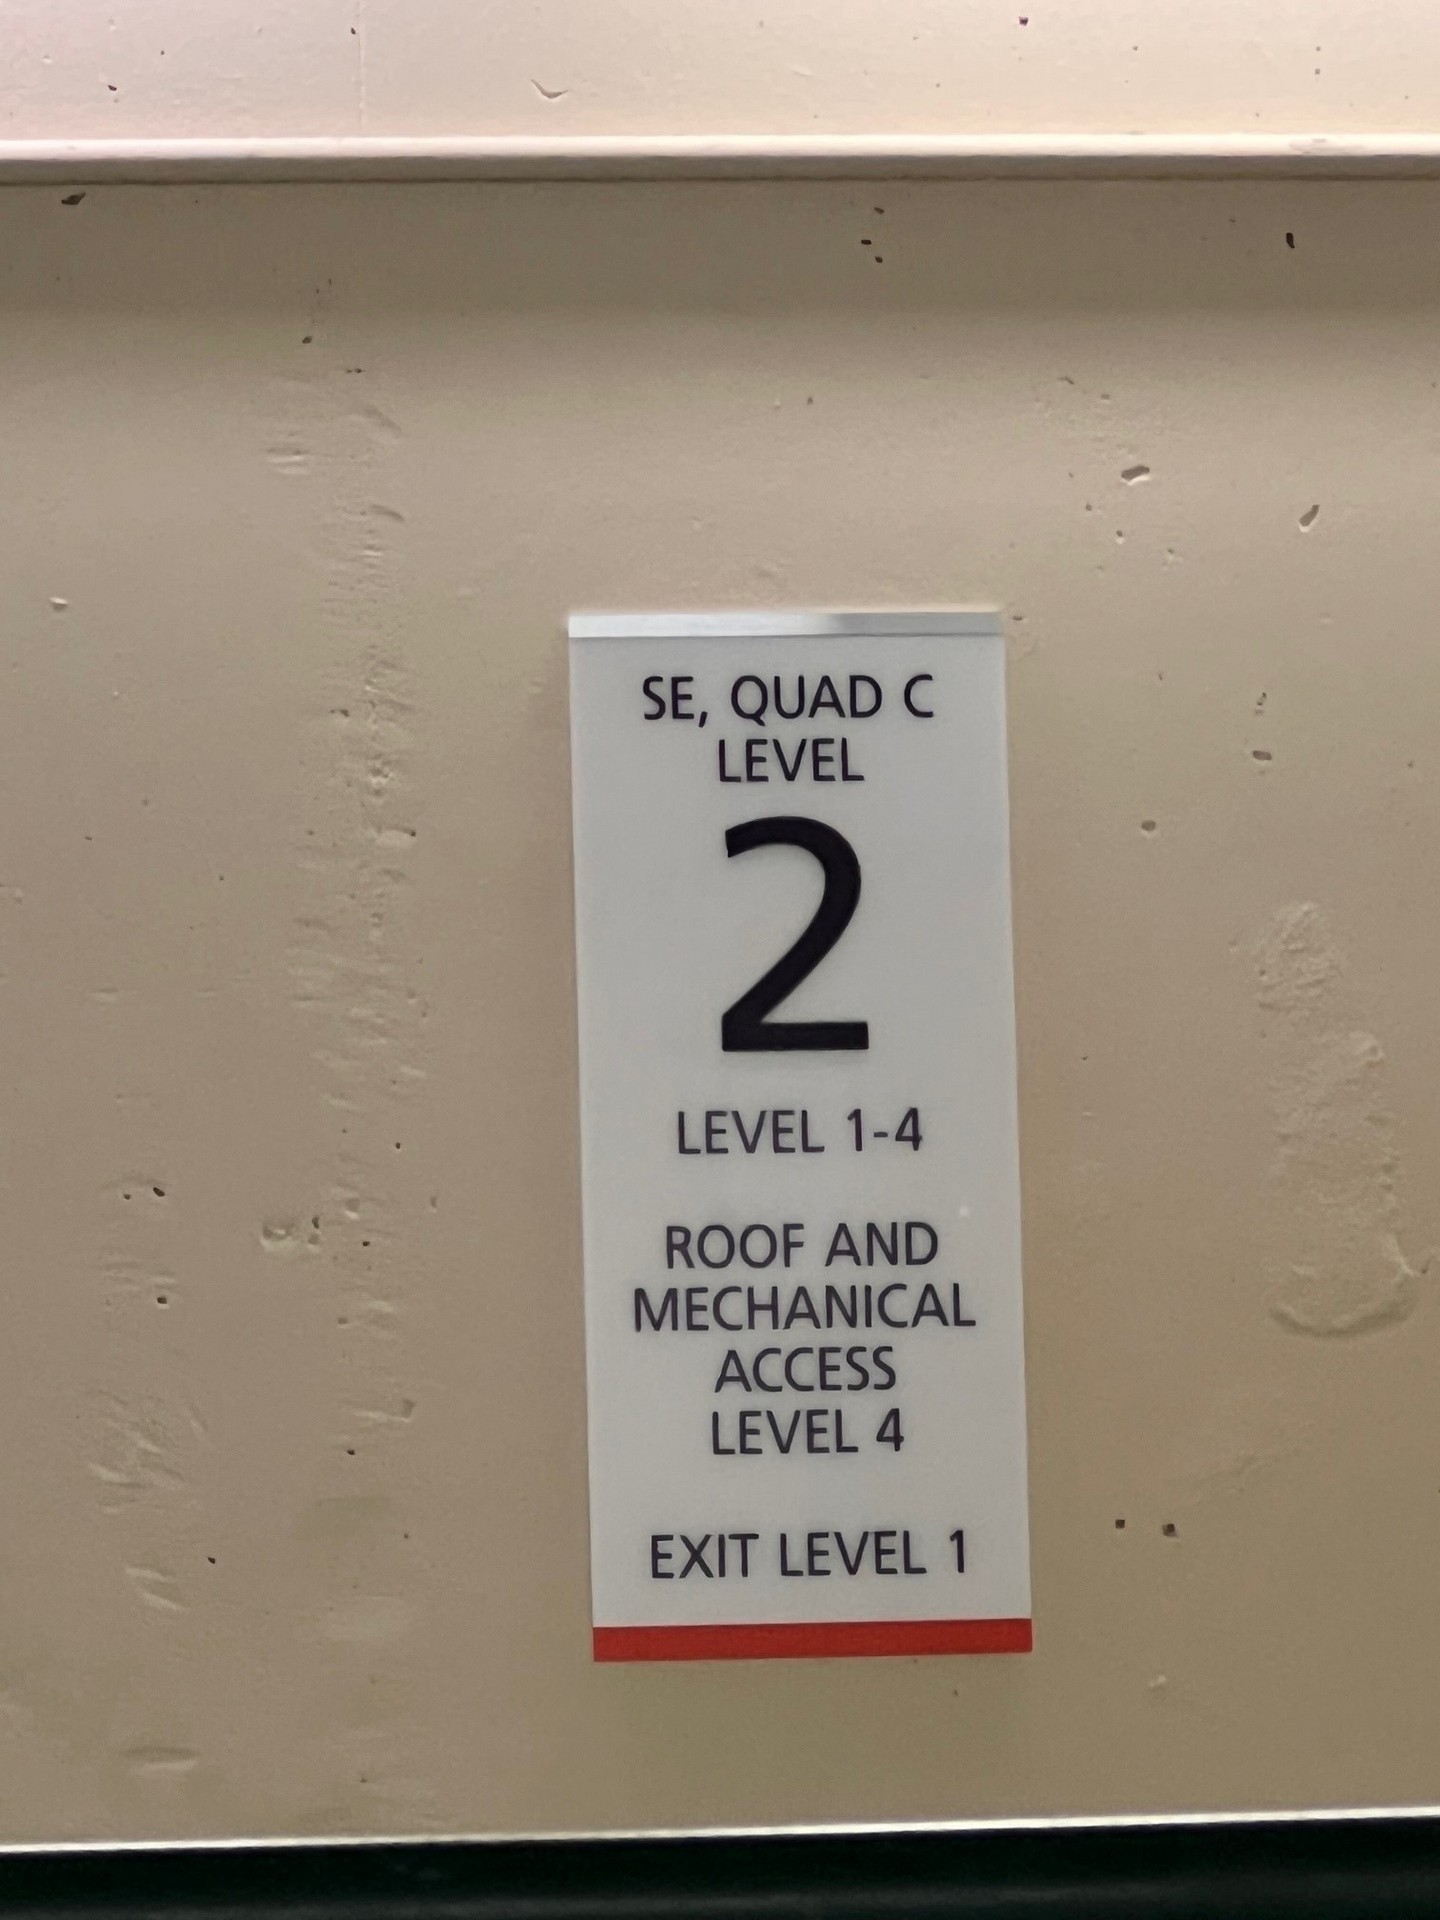 SE, QUAD C
LEVEL
2
LEVEL 1-4
ROOF AND
MECHANICAL
ACCESS
LEVEL 4
EXIT LEVEL 1